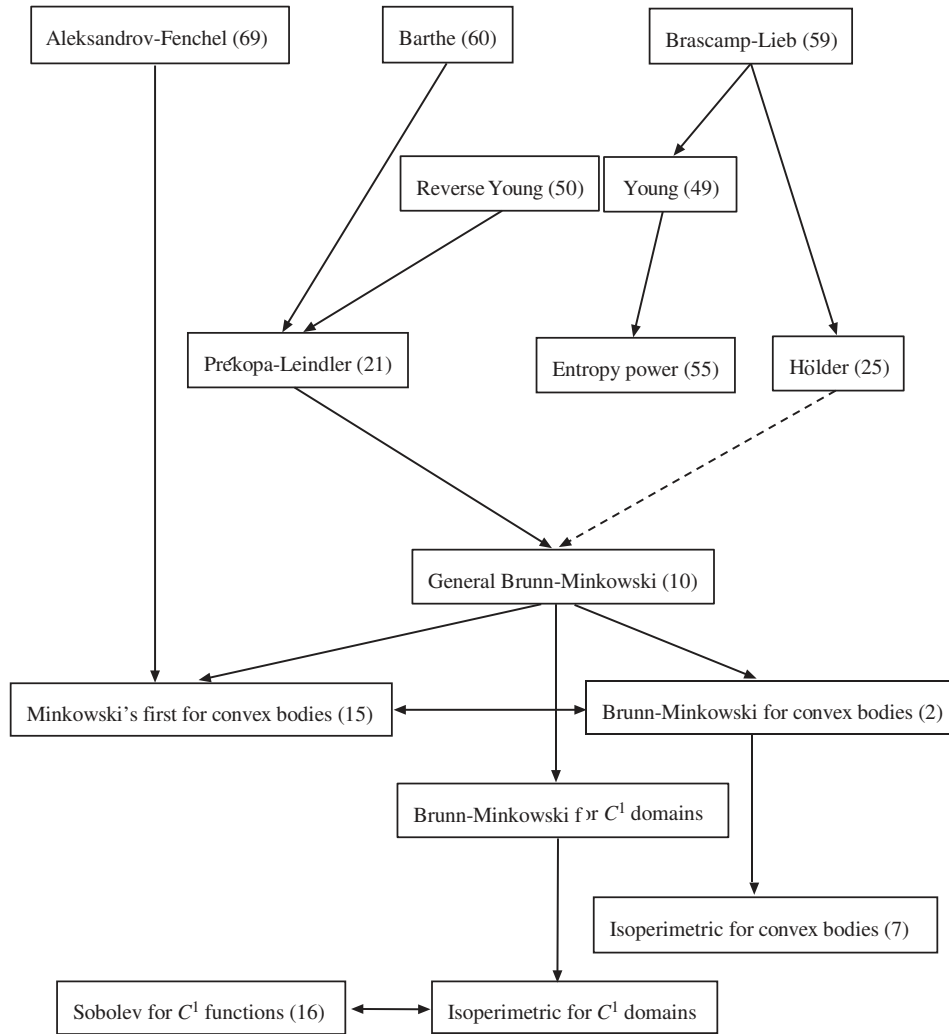 Aleksandrov-Fenchel (69)
Barthe (60)
Brascamp-Lieb (59)
Reverse Young (50)
Young (49)
Prékopa-Leindler (21)
Entropy power (55)
Hölder (25)
General Brunn-Minkowski (10)
Minkowski's first for convex bodies (15)
Brunn-Minkowski for convex bodies (2)
Brunn-Minkowski for C¹ domains
Isoperimetric for convex bodies (7)
Sobolev for C¹ functions (16)
Isoperimetric for C¹ domains